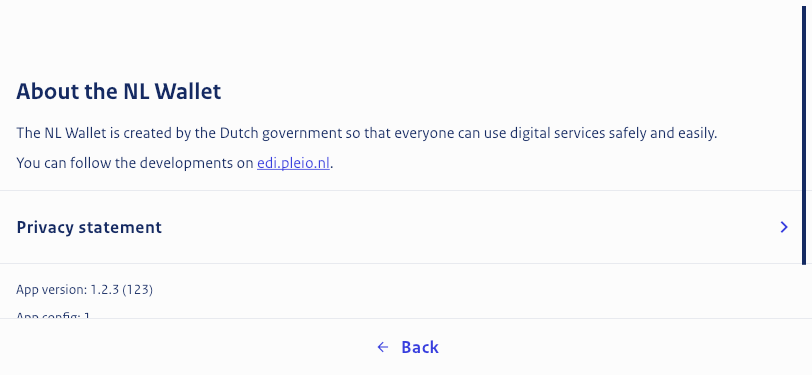 About the NL Wallet
The NL Wallet is created by the Dutch government so that everyone can use digital services safely and easily.
You can follow the developments on edi.pleio.nl.
Privacy statement
App version: 1.2.3 (123)
App config: 1
Back